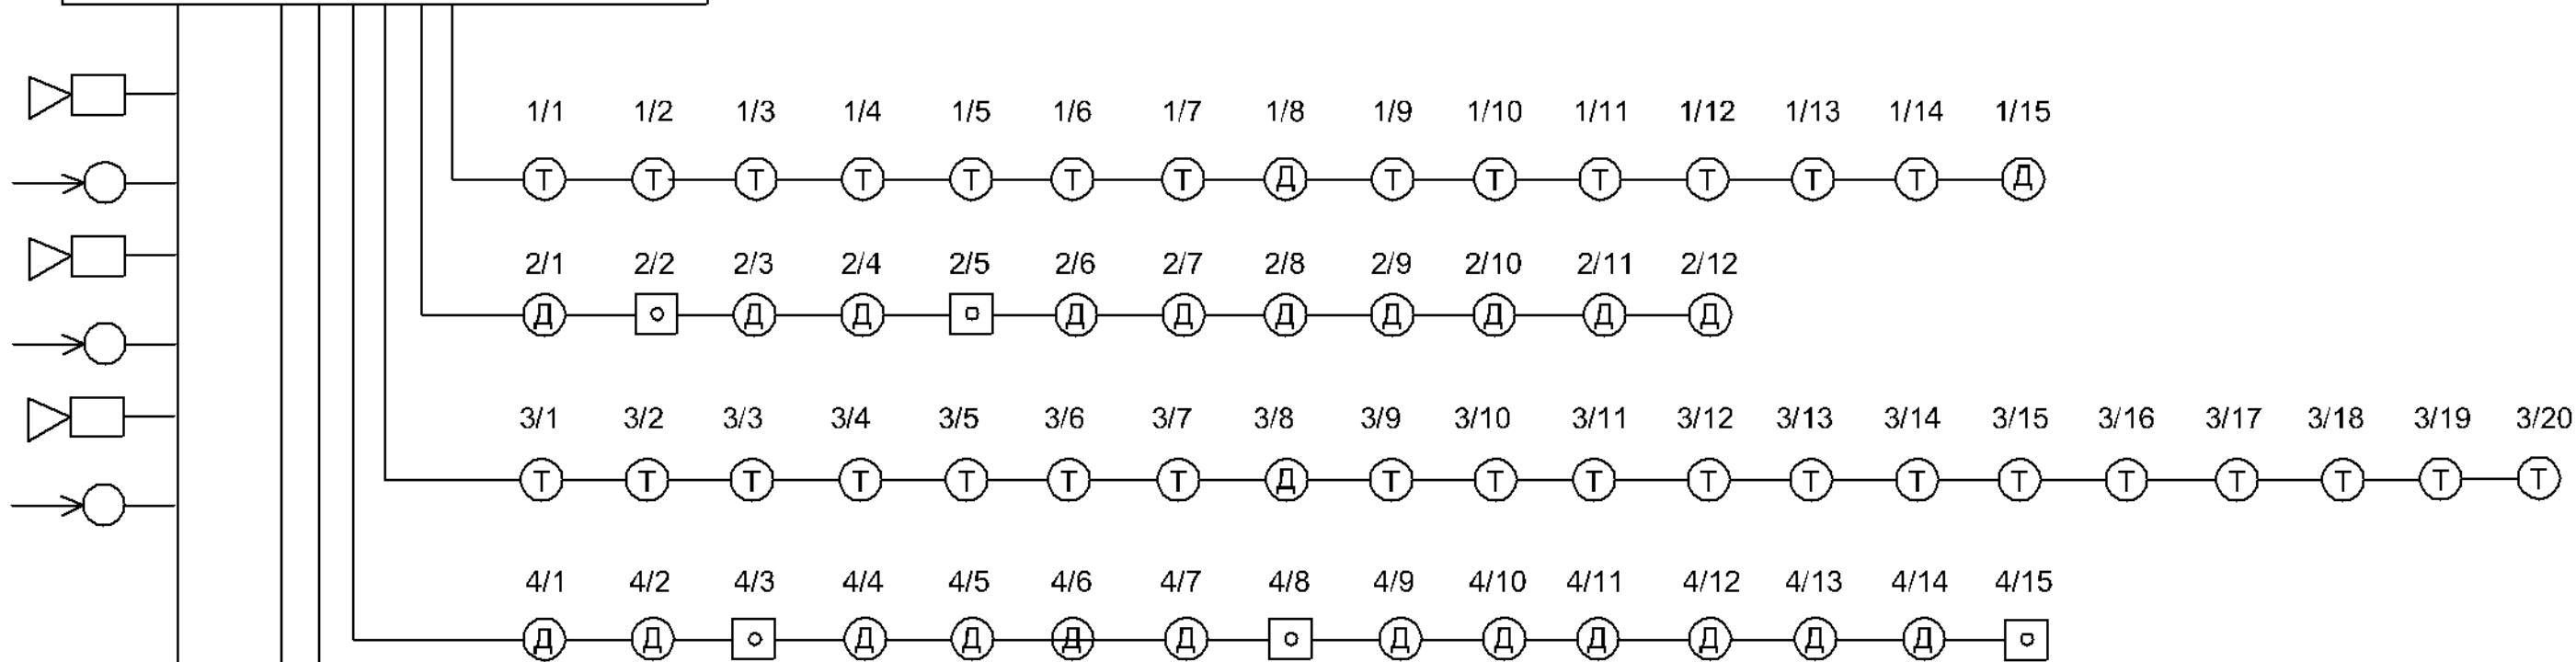 1/1 1/2 1/3 1/4 1/5 1/6 1/7 1/8 1/9 1/10 1/11 1/12 1/13 1/14 1/15
Т Т Т Т Т Т Т Д Т Т Т Т Т Т Д
2/1 2/2 2/3 2/4 2/5 2/6 2/7 2/8 2/9 2/10 2/11 2/12
Д Д Д Д Д Д Д Д Д Д
3/1 3/2 3/3 3/4 3/5 3/6 3/7 3/8 3/9 3/10 3/11 3/12 3/13 3/14 3/15 3/16 3/17 3/18 3/19 3/20
Т Т Т Т Т Т Т Д Т Т Т Т Т Т Т Т Т Т Т Т
4/1 4/2 4/3 4/4 4/5 4/6 4/7 4/8 4/9 4/10 4/11 4/12 4/13 4/14 4/15
Д Д Д Д Д Д Д Д Д Д Д Д